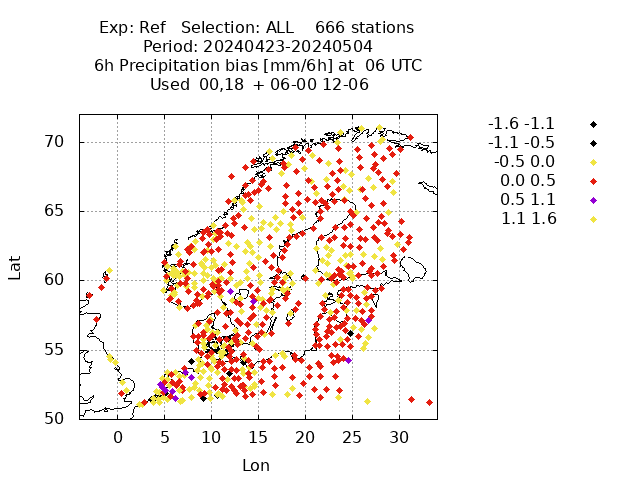 Exp: Ref   Selection: ALL    666 stations
Period: 20240423-20240504
6h Precipitation bias [mm/6h] at  06 UTC
Used  00,18  + 06-00 12-06
-1.6 -1.1
-1.1 -0.5
-0.5 0.0
0.0 0.5
0.5 1.1
1.1 1.6
70
65
60
55
50
Lat
0 5 10 15 20 25 30
Lon